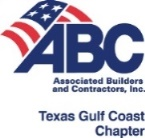 ABC
Associated Builders
and Contractors, Inc.
Texas Gulf Coast
Chapter